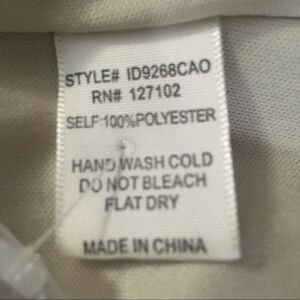 STYLE# ID9268CAO
RN# 127102
SELF:100%POLYESTER
HAND WASH COLD
DO NOT BLEACH
FLAT DRY
MADE IN CHINA